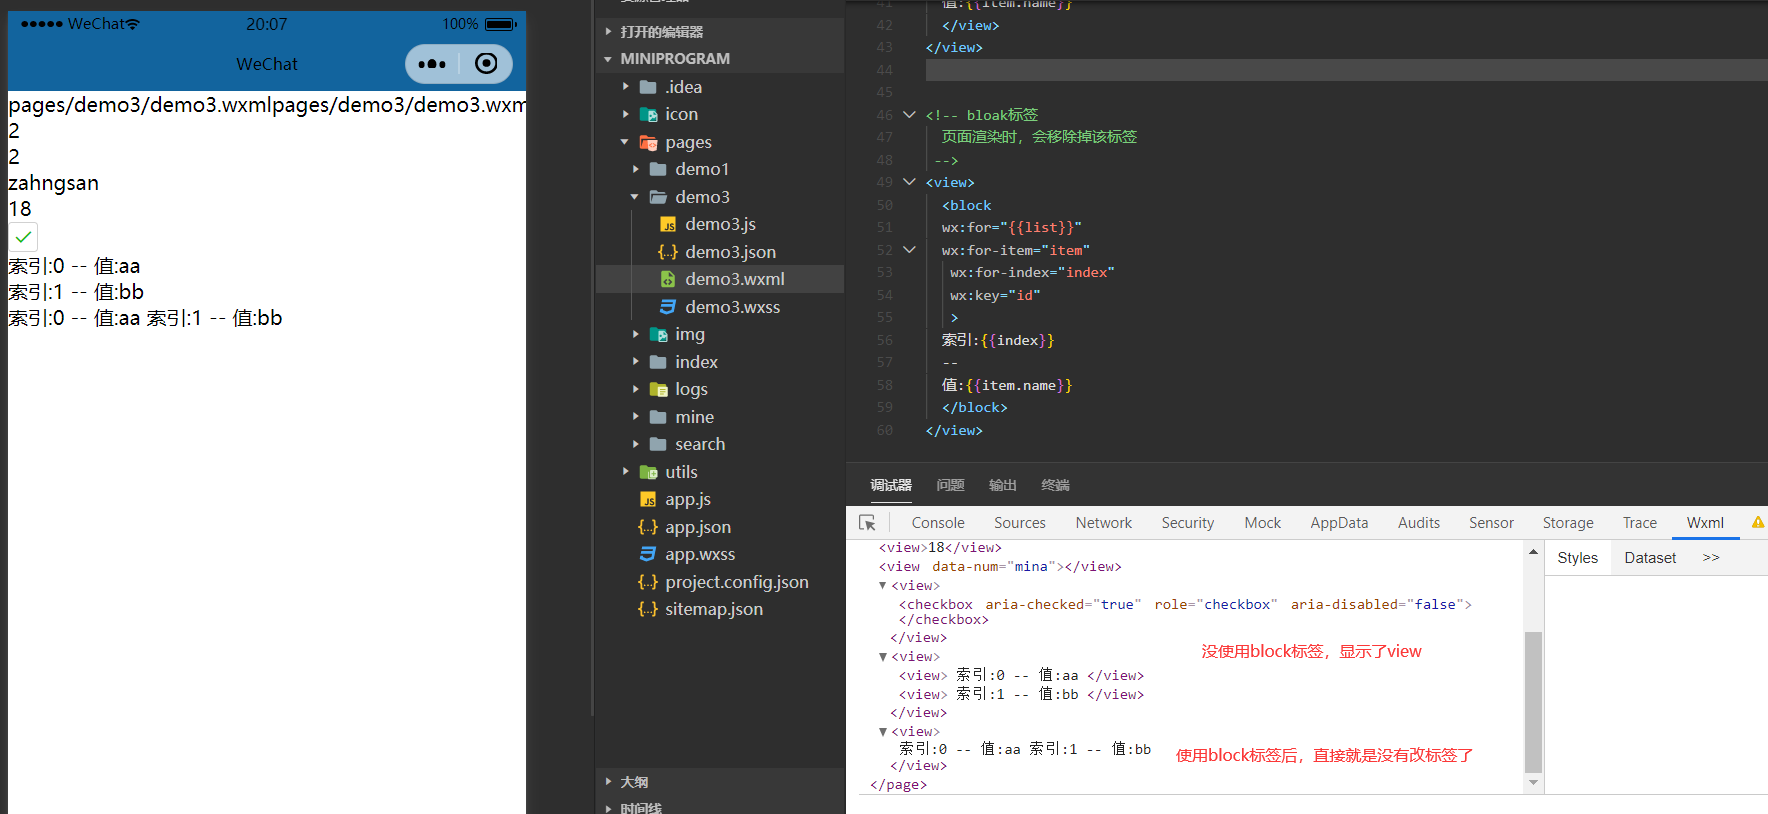 ●●●●● WeChat
20:07
100%
WeChat
pages/demo3/demo3.wxmlpages/demo3/demo3.wxm
2
2
zahngsan
18
索引:0 -- 值:aa
索引:1 -- 值:bb
索引:0 -- 值:aa 索引:1 -- 值:bb
打开的编辑器
MINIPROGRAM
.idea
icon
pages
demo1
demo3
demo3.js
demo3.json
demo3.wxml
demo3.wxss
img
index
logs
mine
search
utils
app.js
app.json
app.wxss
project.config.json
sitemap.json
大纲
时间线
41 值:{{item.name}}
42 </view>
43 </view>
44
45
46 <!-- bloak标签
47 页面渲染时，会移除掉该标签
48 -->
49 <view>
50 <block
51 wx:for="{{list}}"
52 wx:for-item="item"
53 wx:for-index="index"
54 wx:key="id"
55 >
56 索引:{{index}}
57 --
58 值:{{item.name}}
59 </block>
60 </view>
调试器 问题 输出 终端
Console Sources Network Security Mock AppData Audits Sensor Storage Trace Wxml
<view>18</view>
<view data-num="mina"></view>
▼<view>
<checkbox aria-checked="true" role="checkbox" aria-disabled="false">
</checkbox>
</view>
▼<view>
<view> 索引:0 -- 值:aa </view>
<view> 索引:1 -- 值:bb </view>
</view>
▼<view>
索引:0 -- 值:aa 索引:1 -- 值:bb
</view>
</page>
没使用block标签，显示了view
使用block标签后，直接就是没有改标签了
Styles Dataset >>